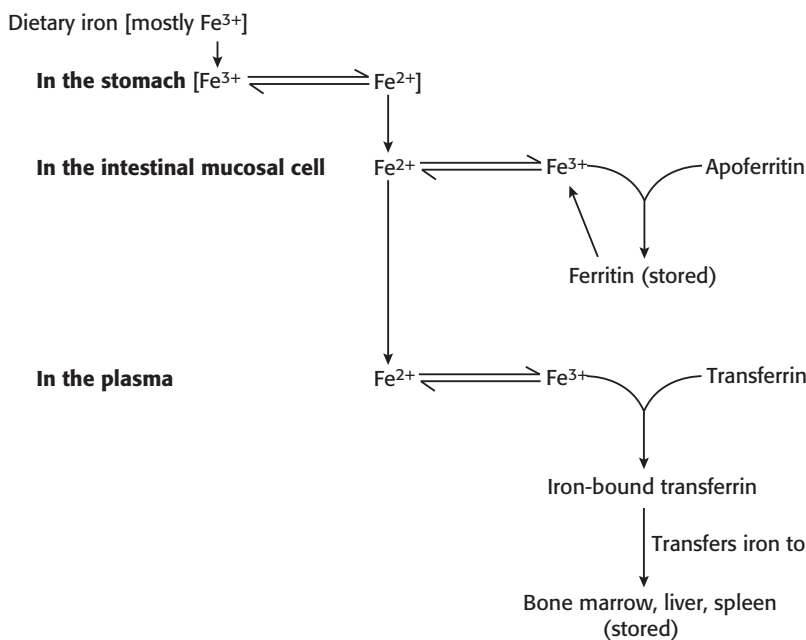 Dietary iron [mostly Fe³⁺]
In the stomach [Fe³⁺ Fe²⁺]
In the intestinal mucosal cell Fe²⁺ Fe³⁺ Apoferritin
Ferritin (stored)
In the plasma Fe²⁺ Fe³⁺ Transferrin
Iron-bound transferrin
Transfers iron to
Bone marrow, liver, spleen
(stored)